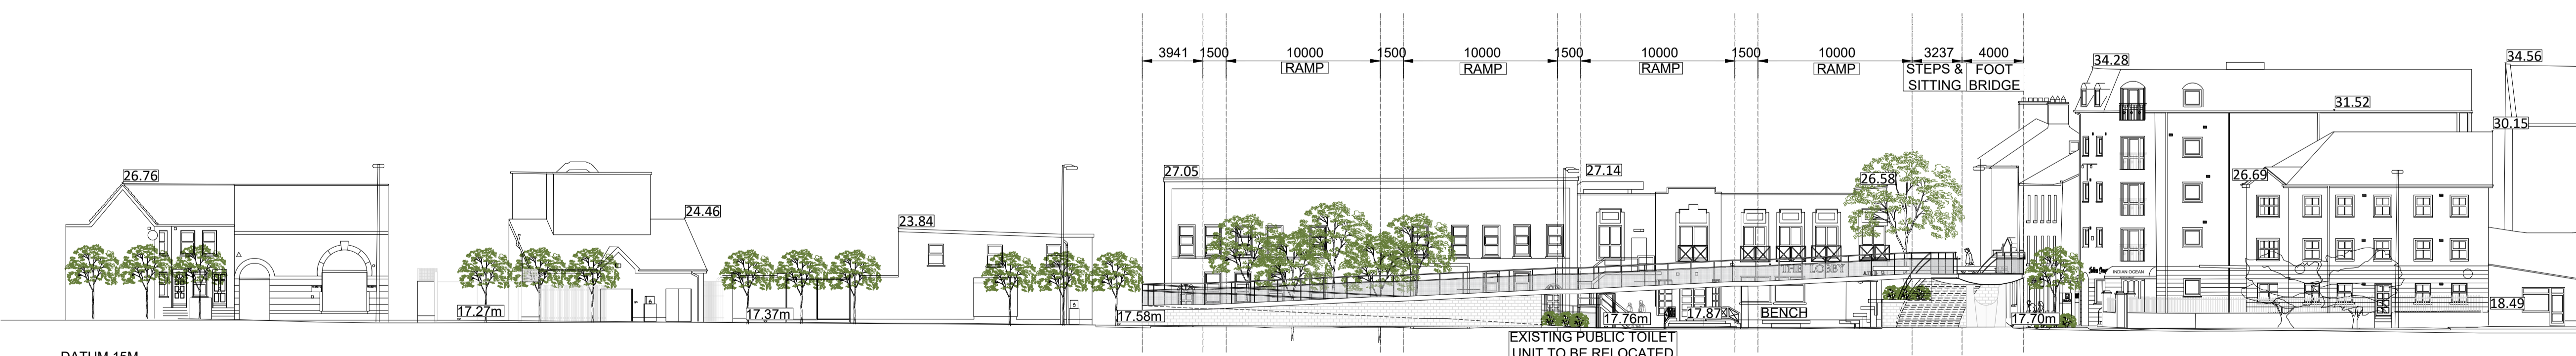 3941 1500 10000 1500 10000 1500 10000 1500 10000 3237 4000
RAMP RAMP RAMP RAMP STEPS & FOOT
SITTING BRIDGE
34.28
34.56
31.52
30.15
26.76
27.05
27.14
26.58
26.69
24.46
23.84
THE LOBBY
INDIAN OCEAN
17.27m
17.37m
17.58m
17.76m
17.87
BENCH
17.70m
18.49
EXISTING PUBLIC TOILET
UNIT TO BE RELOCATED
DATUM 15M